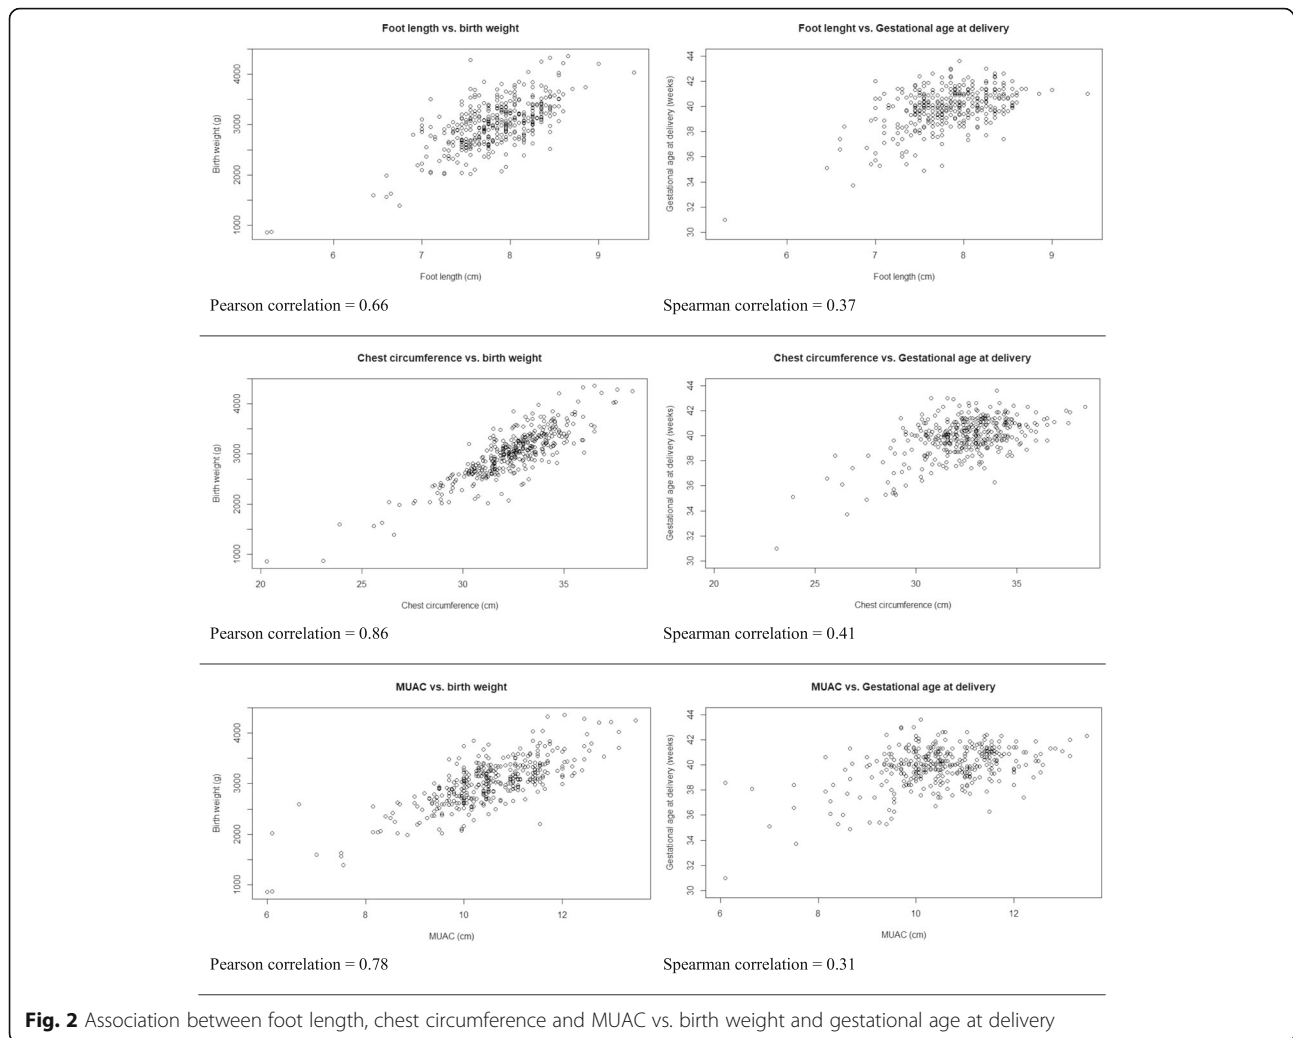 Foot length vs. birth weight
Birth weight (g)
1000 2000 3000 4000
6 7 8 9
Foot length (cm)
Pearson correlation = 0.66
Foot lenght vs. Gestational age at delivery
Gestational age at delivery (weeks)
30 32 34 36 38 40 42 44
6 7 8 9
Foot length (cm)
Spearman correlation = 0.37
Chest circumference vs. birth weight
Birth weight (g)
1000 2000 3000 4000
20 25 30 35
Chest circumference (cm)
Pearson correlation = 0.86
Chest circumference vs. Gestational age at delivery
Gestational age at delivery (weeks)
30 32 34 36 38 40 42 44
20 25 30 35
Chest circumference (cm)
Spearman correlation = 0.41
MUAC vs. birth weight
Birth weight (g)
1000 2000 3000 4000
6 8 10 12
MUAC (cm)
Pearson correlation = 0.78
MUAC vs. Gestational age at delivery
Gestational age at delivery (weeks)
30 32 34 36 38 40 42 44
6 8 10 12
MUAC (cm)
Spearman correlation = 0.31
Fig. 2 Association between foot length, chest circumference and MUAC vs. birth weight and gestational age at delivery